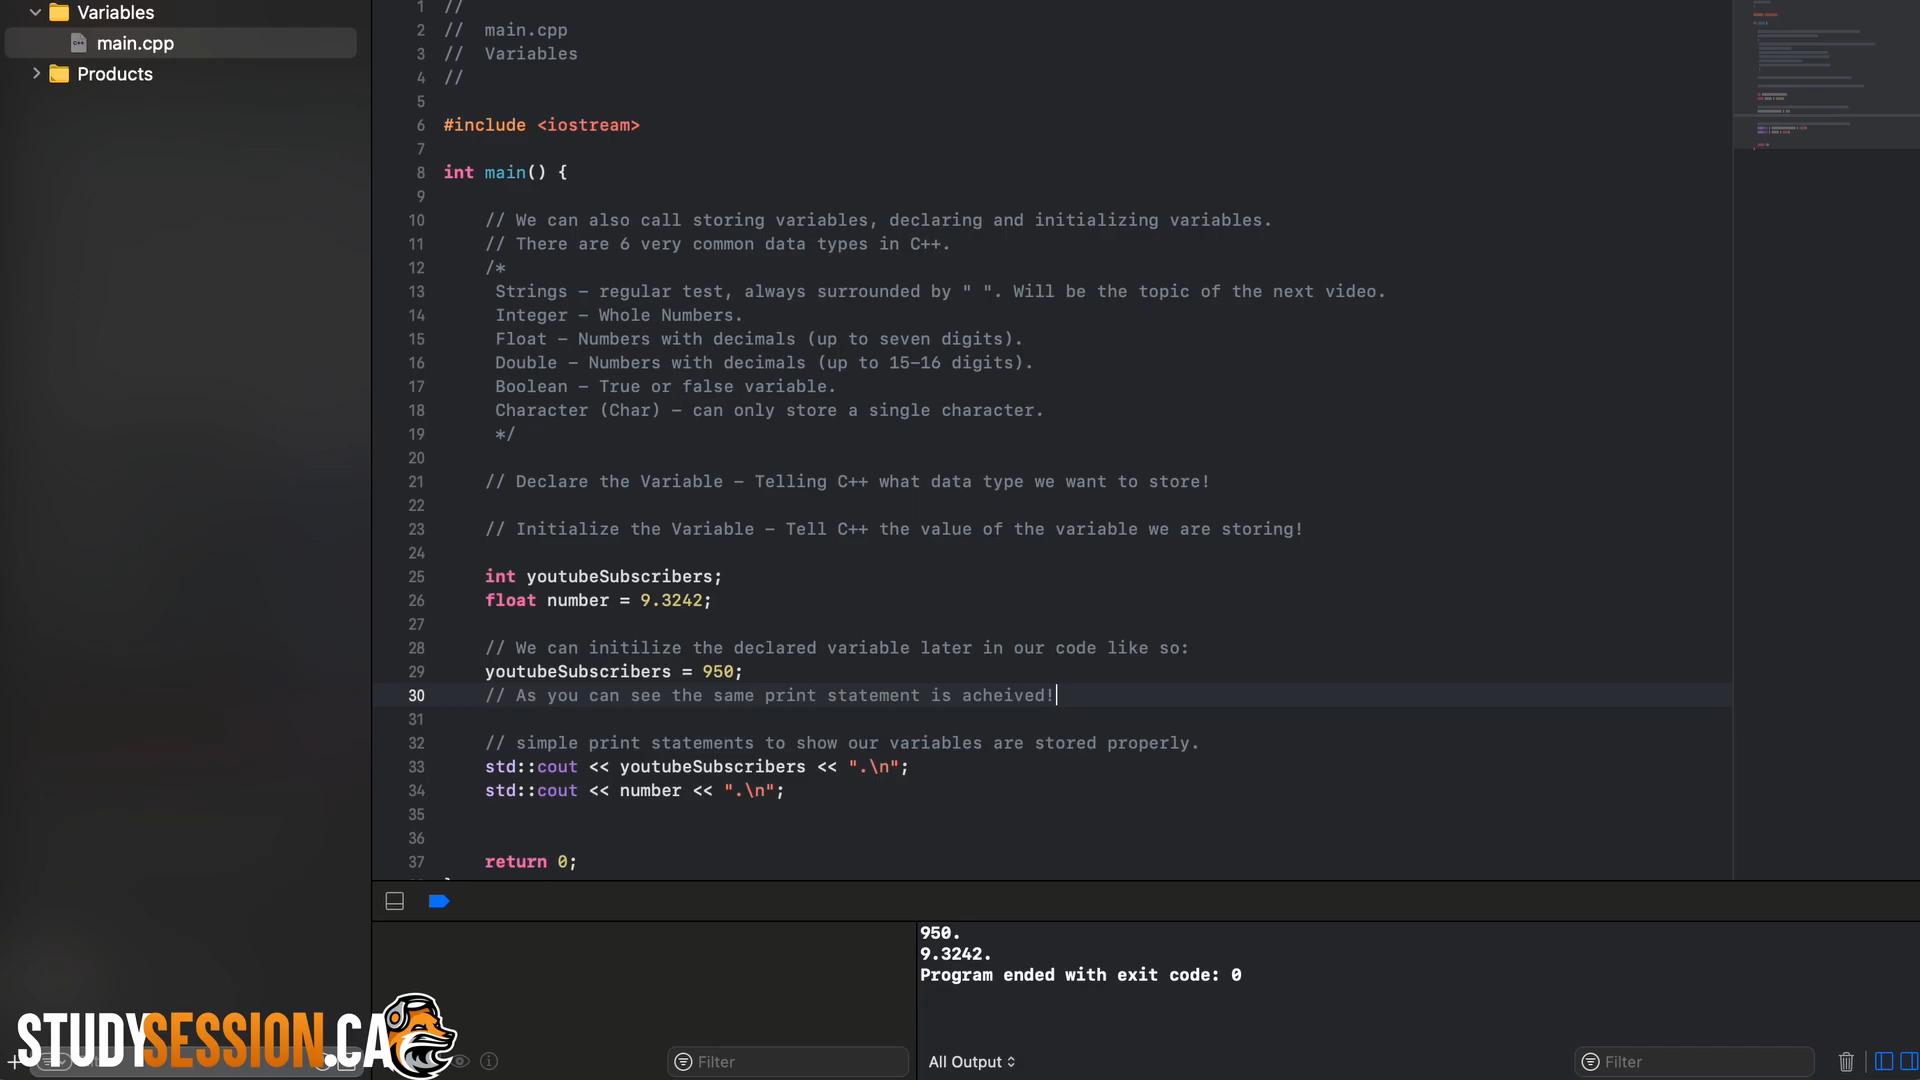 Variables
main.cpp
Products
1 //
2 // main.cpp
3 // Variables
4 //
5
6 #include <iostream>
7
8 int main() {
9
10 // We can also call storing variables, declaring and initializing variables.
11 // There are 6 very common data types in C++.
12 /*
13 Strings – regular test, always surrounded by " ". Will be the topic of the next video.
14 Integer – Whole Numbers.
15 Float – Numbers with decimals (up to seven digits).
16 Double – Numbers with decimals (up to 15–16 digits).
17 Boolean – True or false variable.
18 Character (Char) – can only store a single character.
19 */
20
21 // Declare the Variable – Telling C++ what data type we want to store!
22
23 // Initialize the Variable – Tell C++ the value of the variable we are storing!
24
25 int youtubeSubscribers;
26 float number = 9.3242;
27
28 // We can initilize the declared variable later in our code like so:
29 youtubeSubscribers = 950;
30 // As you can see the same print statement is acheived!
31
32 // simple print statements to show our variables are stored properly.
33 std::cout << youtubeSubscribers << ".\n";
34 std::cout << number << ".\n";
35
36
37 return 0;
950.
9.3242.
Program ended with exit code: 0
STUDYSESSION.CA
Filter
All Output
Filter